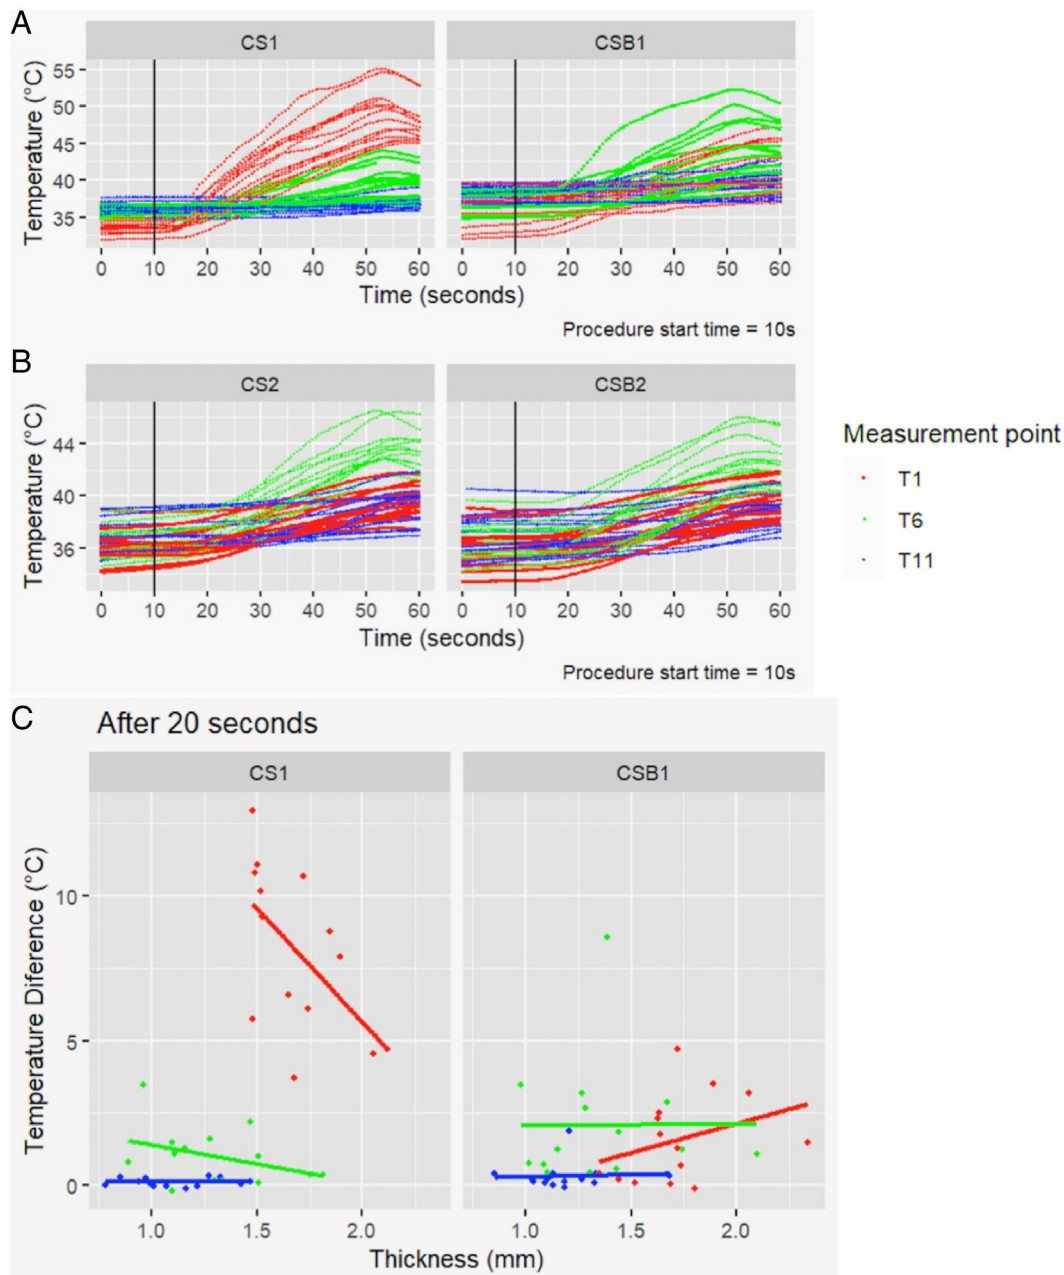 A
CS1
CSB1
Temperature (°C)
55
50
45
40
35
0 10 20 30 40 50 60
0 10 20 30 40 50 60
Time (seconds)
Procedure start time = 10s
B
CS2
CSB2
Temperature (°C)
44
40
36
0 10 20 30 40 50 60
0 10 20 30 40 50 60
Time (seconds)
Procedure start time = 10s
Measurement point
T1
T6
T11
C
After 20 seconds
CS1
CSB1
Temperature Diference (°C)
10
5
0
1.0 1.5 2.0
1.0 1.5 2.0
Thickness (mm)